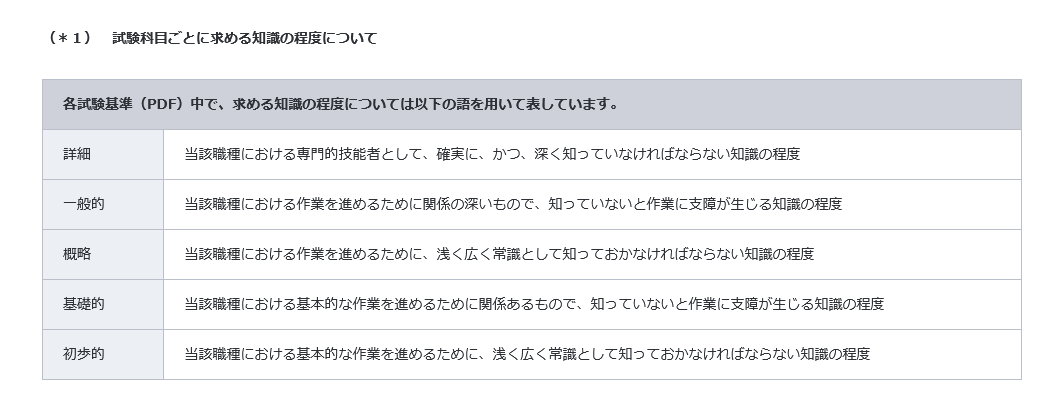 （＊１）　試験科目ごとに求める知識の程度について
各試験基準（PDF）中で、求める知識の程度については以下の語を用いて表しています。
詳細　当該職種における専門的技能者として、確実に、かつ、深く知っていなければならない知識の程度
一般的　当該職種における作業を進めるために関係の深いもので、知っていないと作業に支障が生じる知識の程度
概略　当該職種における作業を進めるために、浅く広く常識として知っておかなければならない知識の程度
基礎的　当該職種における基本的な作業を進めるために関係あるもので、知っていないと作業に支障が生じる知識の程度
初歩的　当該職種における基本的な作業を進めるために、浅く広く常識として知っておかなければならない知識の程度